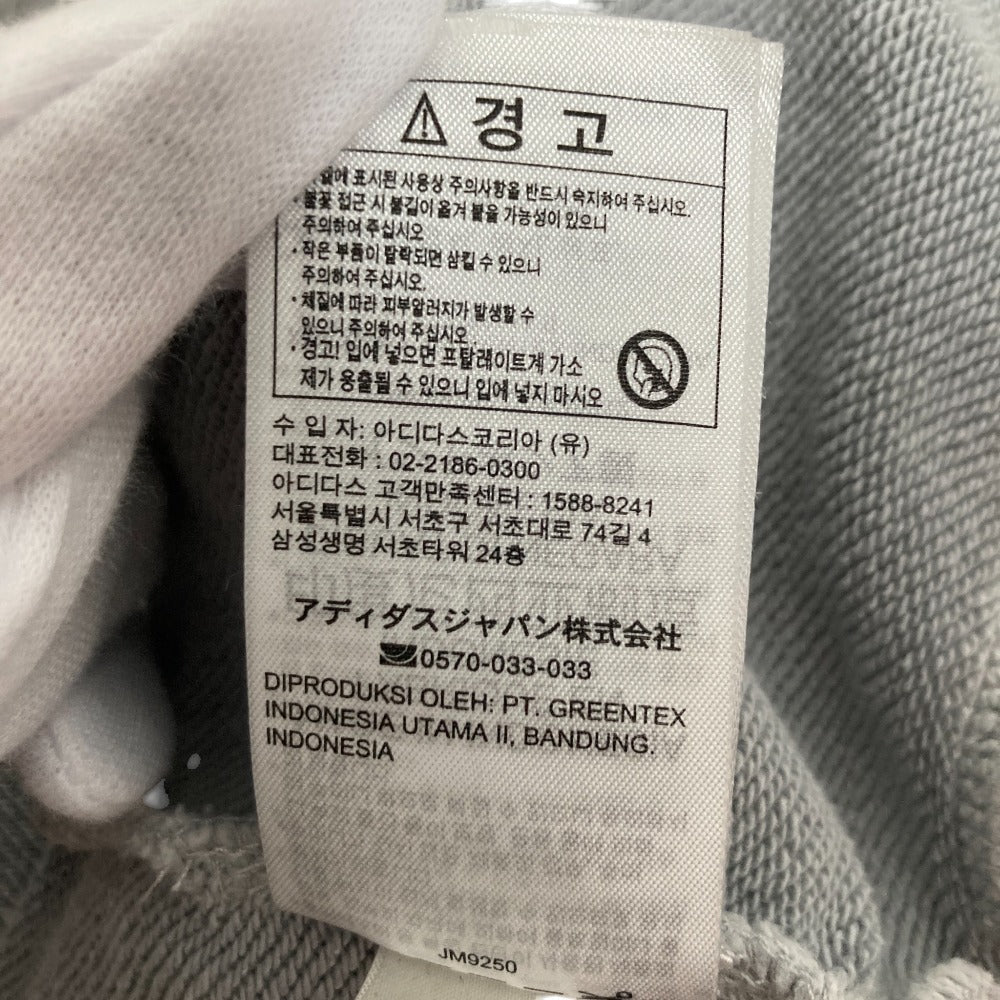 경 고
표시된 사용상 주의사항을 반드시 숙지하여 주십시오.
· 불꽃 접근 시 불길이 옮겨 붙을 가능성이 있으니
주의하여 주십시오
· 작은 부품이 탈락되면 삼킬 수 있으니
주의하여 주십시오.
· 체질에 따라 피부알러지가 발생할 수
있으니 주의하여 주십시오.
· 경고! 입에 넣으면 프탈레이트계 가소
제가 용출될 수 있으니 입에 넣지 마시오
수 입 자: 아디다스코리아 (유)
대표전화 : 02-2186-0300
아디다스 고객만족센터 : 1588-8241
서울특별시 서초구 서초대로 74길 4
삼성생명 서초타워 24층
アディダスジャパン株式会社
0570-033-033
DIPRODUKSI OLEH: PT. GREENTEX
INDONESIA UTAMA II, BANDUNG.
INDONESIA
JM9250